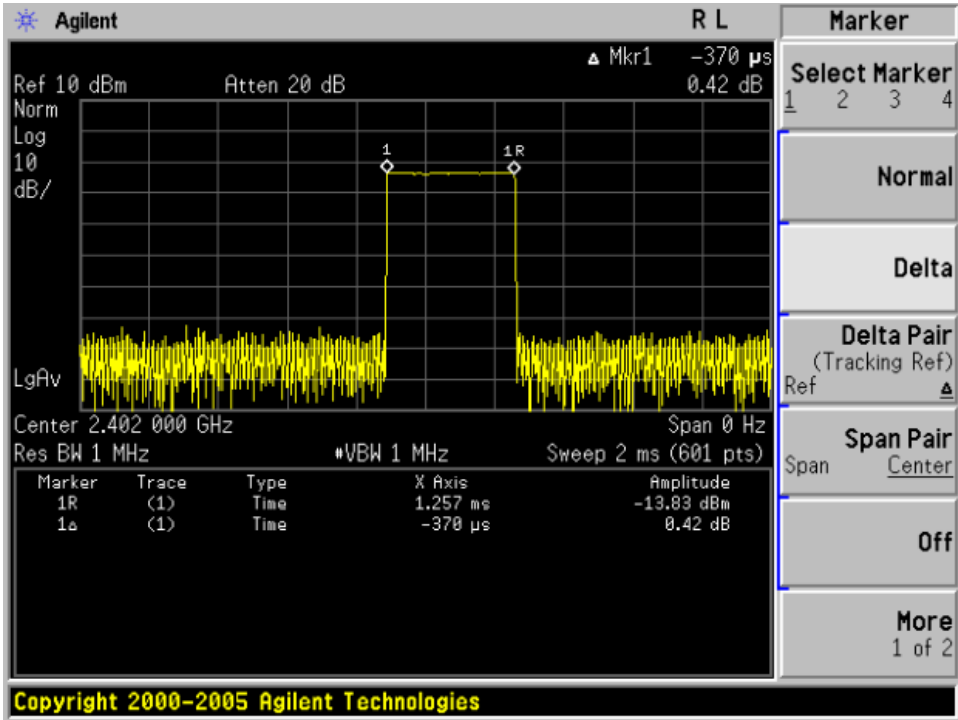 Agilent R L Marker
Δ Mkr1 -370 µs
Ref 10 dBm Atten 20 dB 0.42 dB
Norm
Log
10
dB/
1 1R
LgAv
Center 2.402 000 GHz Span 0 Hz
Res BW 1 MHz #VBW 1 MHz Sweep 2 ms (601 pts)
Marker Trace Type X Axis Amplitude
1R (1) Time 1.257 ms -13.83 dBm
1Δ (1) Time -370 µs 0.42 dB
Select Marker
1 2 3 4
Normal
Delta
Delta Pair
(Tracking Ref)
Ref Δ
Span Pair
Span Center
Off
More
1 of 2
Copyright 2000-2005 Agilent Technologies